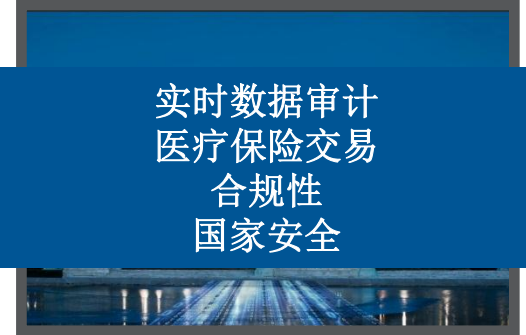 实时数据审计
医疗保险交易
合规性
国家安全